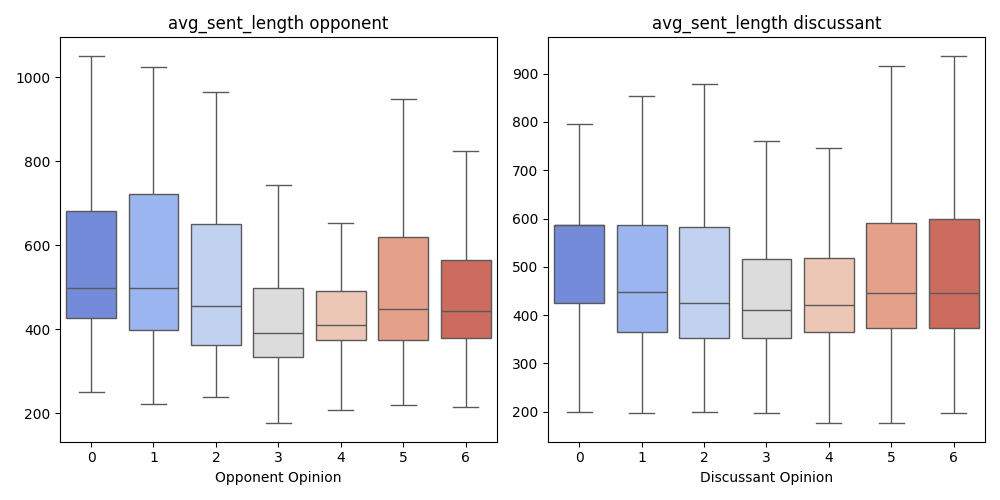 avg_sent_length opponent
1000
800
600
400
200
0 1 2 3 4 5 6
Opponent Opinion
avg_sent_length discussant
900
800
700
600
500
400
300
200
0 1 2 3 4 5 6
Discussant Opinion